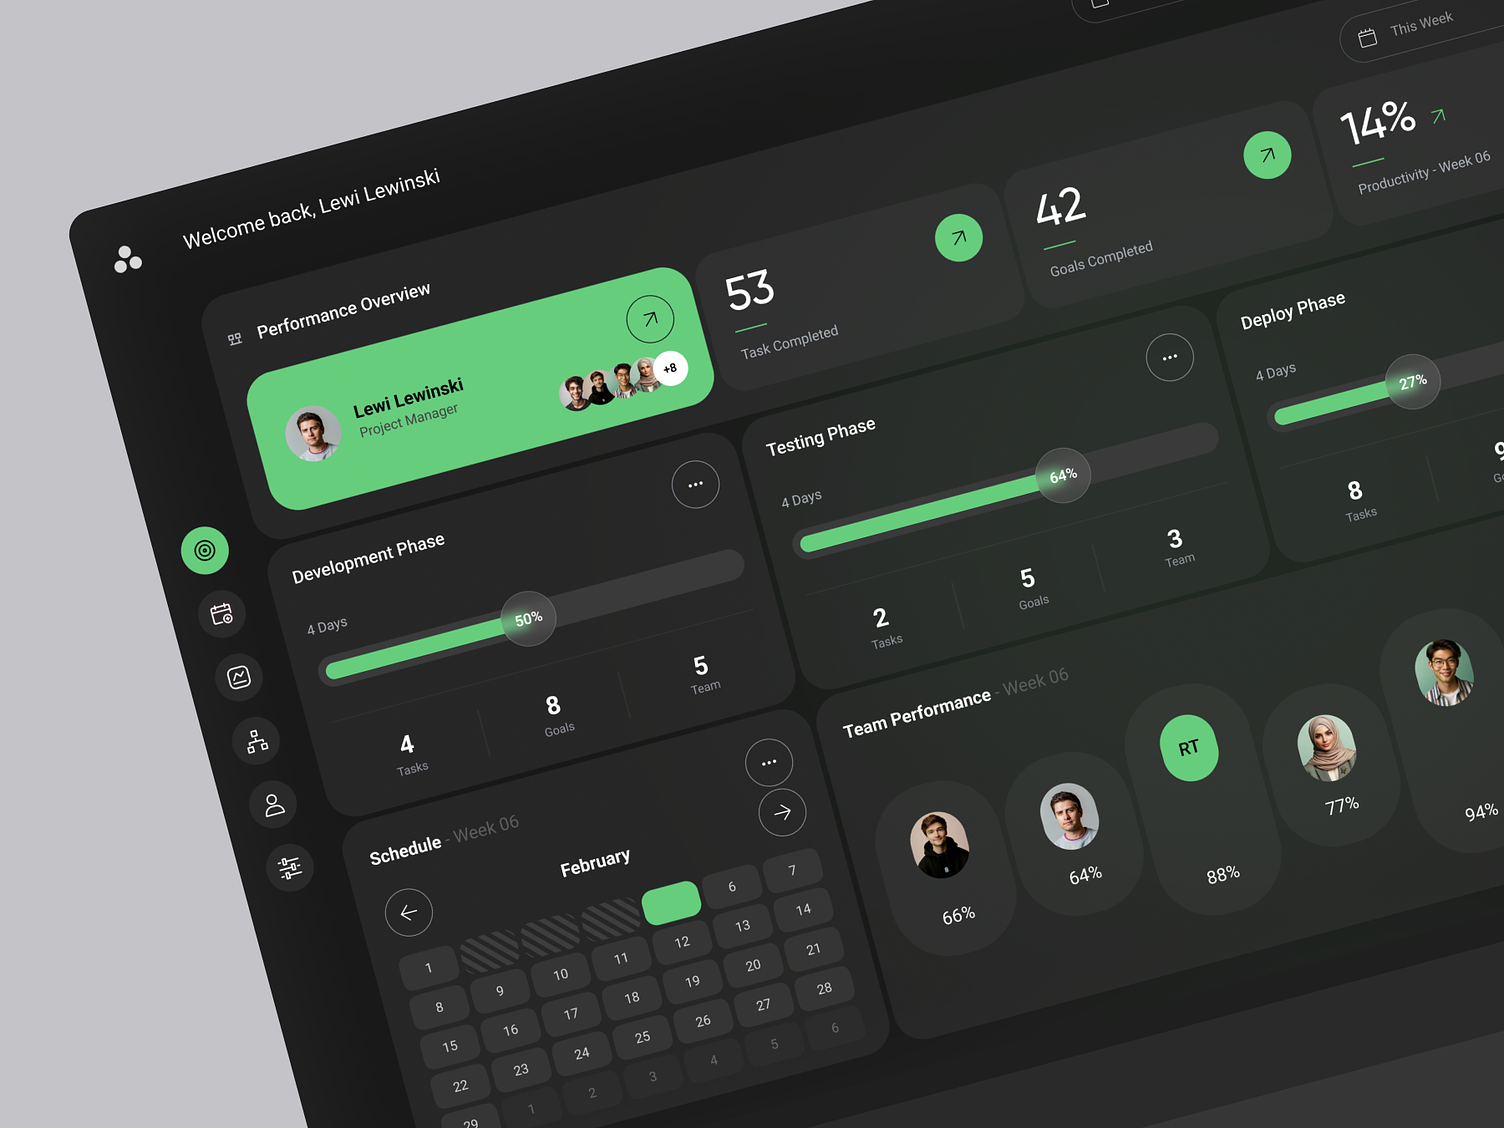 This Week
Welcome back, Lewi Lewinski
Performance Overview
Lewi Lewinski
Project Manager
+8
53
Task Completed
42
Goals Completed
14%
Productivity - Week 06
Development Phase
4 Days
50%
4
Tasks
8
Goals
5
Team
Testing Phase
4 Days
64%
2
Tasks
5
Goals
3
Team
Deploy Phase
4 Days
27%
8
Tasks
Schedule - Week 06
February
1 6 7
8 9 10 11 12 13 14
15 16 17 18 19 20 21
22 23 24 25 26 27 28
29 1 2 3 4 5 6
Team Performance - Week 06
66%
64%
RT
88%
77%
94%